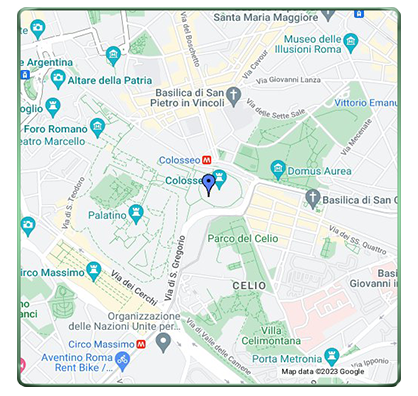 Santa Maria Maggiore
Museo delle
Illusioni Roma
Via del Boschetto
Via Cavour
Argentina
Altare della Patria
Via Giovanni Lanza
Basilica di San
Pietro in Vincoli
Vittorio Emanu
oglio
Via delle Sette Sale
Foro Romano
eatro Marcello
Via Mecenate
Colosseo
Colosse
Domus Aurea
Via di S. Teodoro
Basilica di San C
Palatino
Via dei SS. Quattro
Parco del Celio
Via di S. Gregorio
Circo Massimo
Via dei Cerchi
CELIO
Basi
Giovanni in
anci
Organizzazione
delle Nazioni Unite per...
Villa
Celimontana
Circo Massimo
Via di Valle delle Camene
Porta Metronia
Via Ipponio
Aventino Roma
Rent Bike /...
Map data ©2023 Google